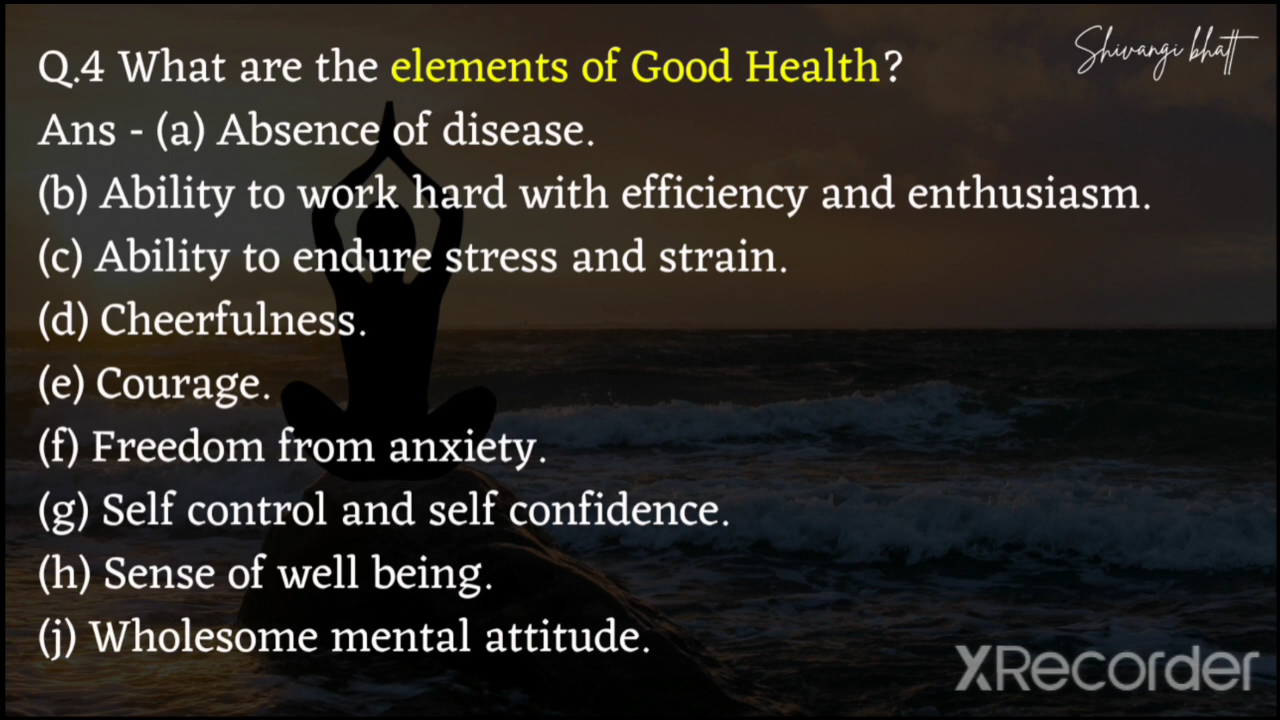 Shivangi bhatt
Q.4 What are the elements of Good Health?
Ans - (a) Absence of disease.
(b) Ability to work hard with efficiency and enthusiasm.
(c) Ability to endure stress and strain.
(d) Cheerfulness.
(e) Courage.
(f) Freedom from anxiety.
(g) Self control and self confidence.
(h) Sense of well being.
(j) Wholesome mental attitude.
XRecorder